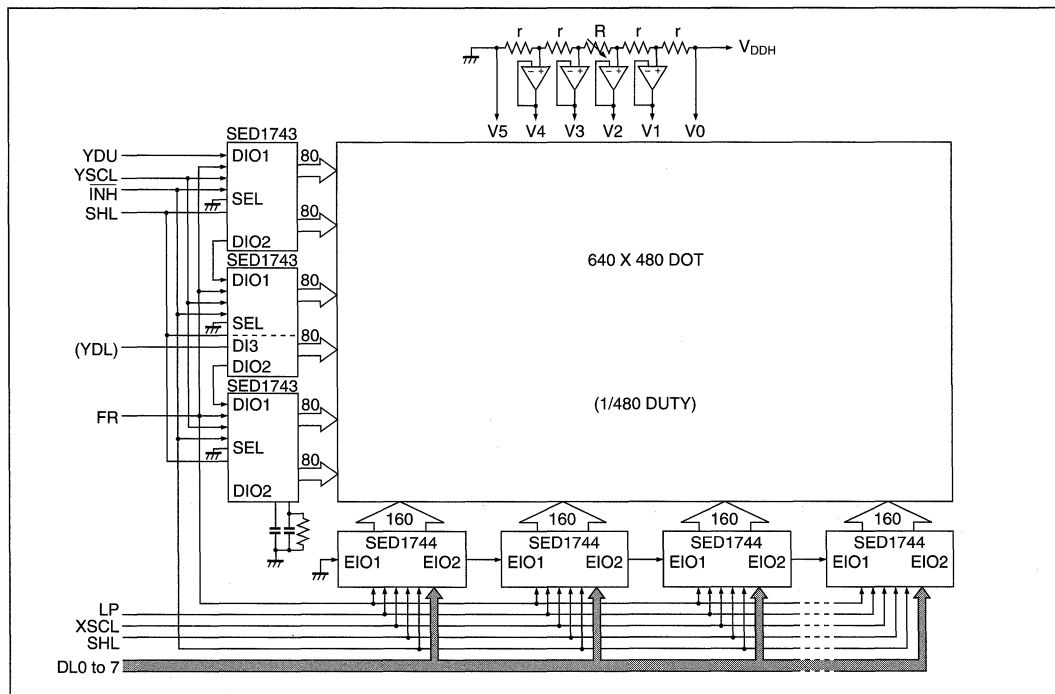 r r R r r
VDDH
- + - + - + - +
V5 V4 V3 V2 V1 V0
SED1743
YDU
DIO1
80
YSCL
INH
SEL
80
SHL
DIO2
SED1743
DIO1
80
640 X 480 DOT
SEL
80
(YDL)
DI3
DIO2
SED1743
DIO1
80
(1/480 DUTY)
FR
SEL
80
DIO2
160 160 160 160
SED1744 SED1744 SED1744 SED1744
EIO1 EIO2 EIO1 EIO2 EIO1 EIO2 EIO1 EIO2
LP
XSCL
SHL
DL0 to 7